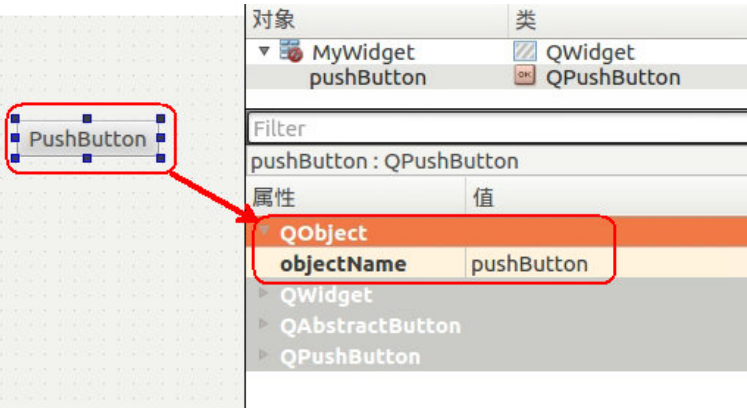 对象 类
MyWidget QWidget
pushButton QPushButton
PushButton
Filter
pushButton : QPushButton
属性 值
QObject
objectName pushButton
QWidget
QAbstractButton
QPushButton